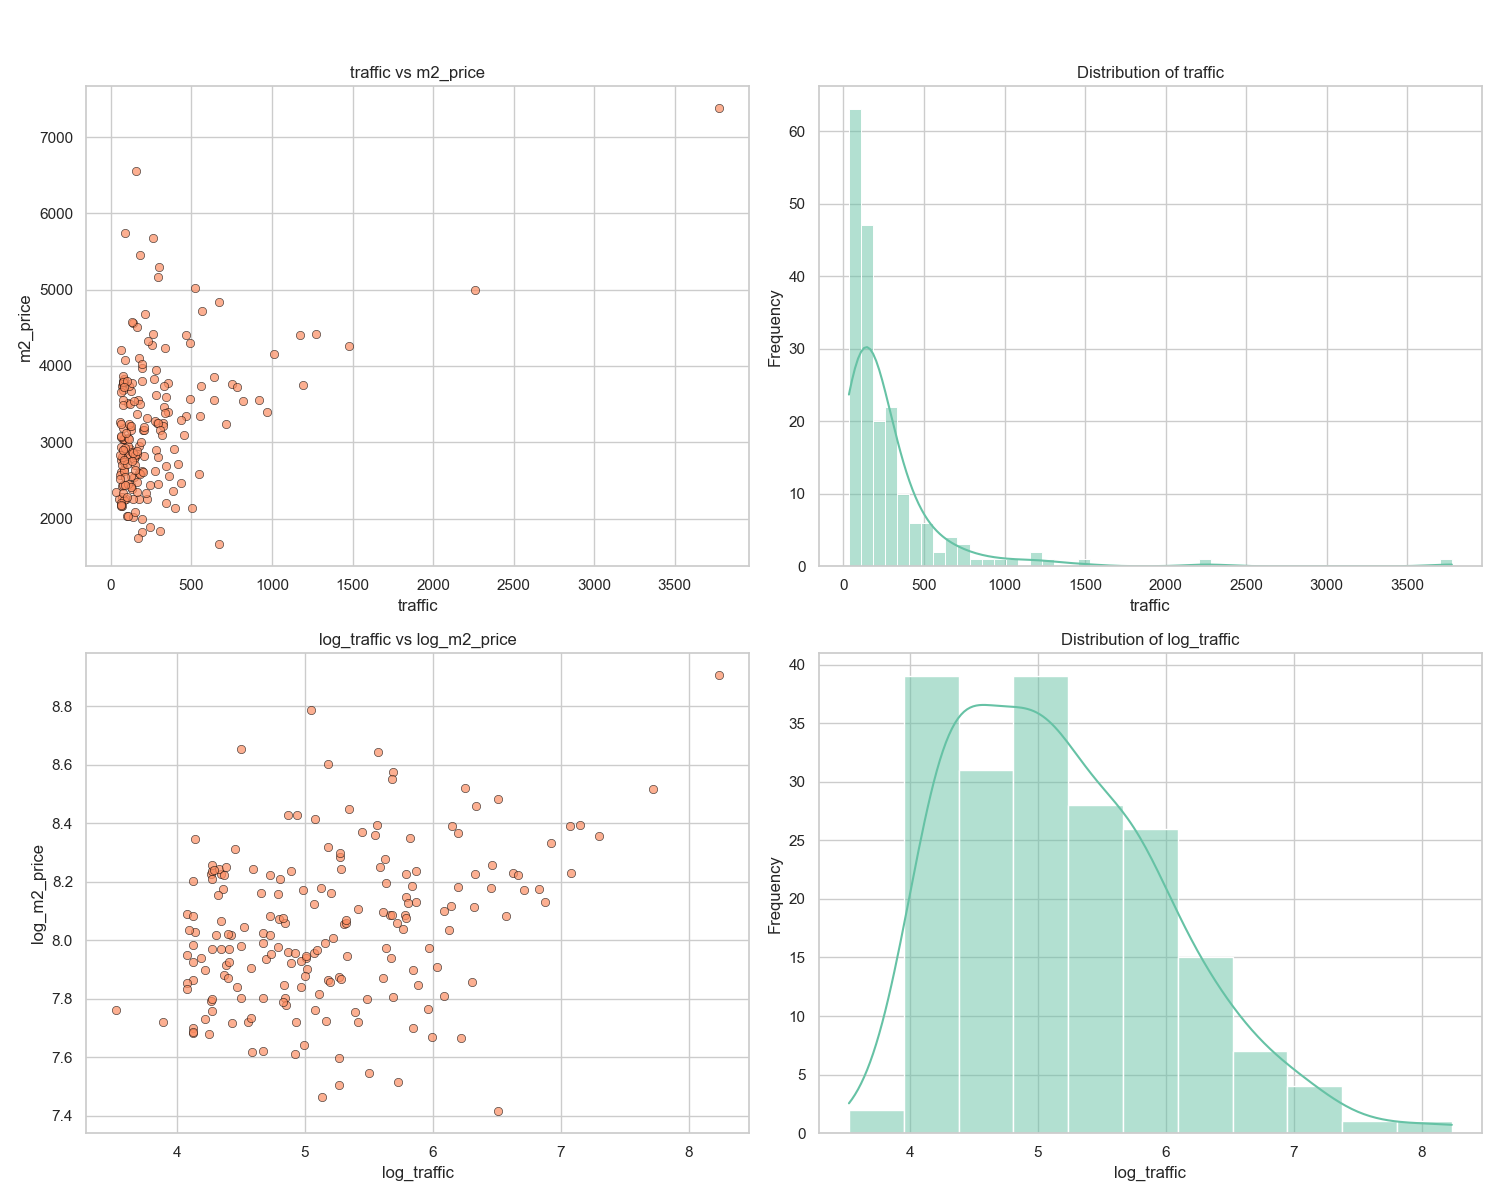 traffic vs m2_price
m2_price
7000
6000
5000
4000
3000
2000
0 500 1000 1500 2000 2500 3000 3500
traffic
Distribution of traffic
Frequency
60
50
40
30
20
10
0
0 500 1000 1500 2000 2500 3000 3500
traffic
log_traffic vs log_m2_price
log_m2_price
8.8
8.6
8.4
8.2
8.0
7.8
7.6
7.4
4 5 6 7 8
log_traffic
Distribution of log_traffic
Frequency
40
35
30
25
20
15
10
5
0
4 5 6 7 8
log_traffic